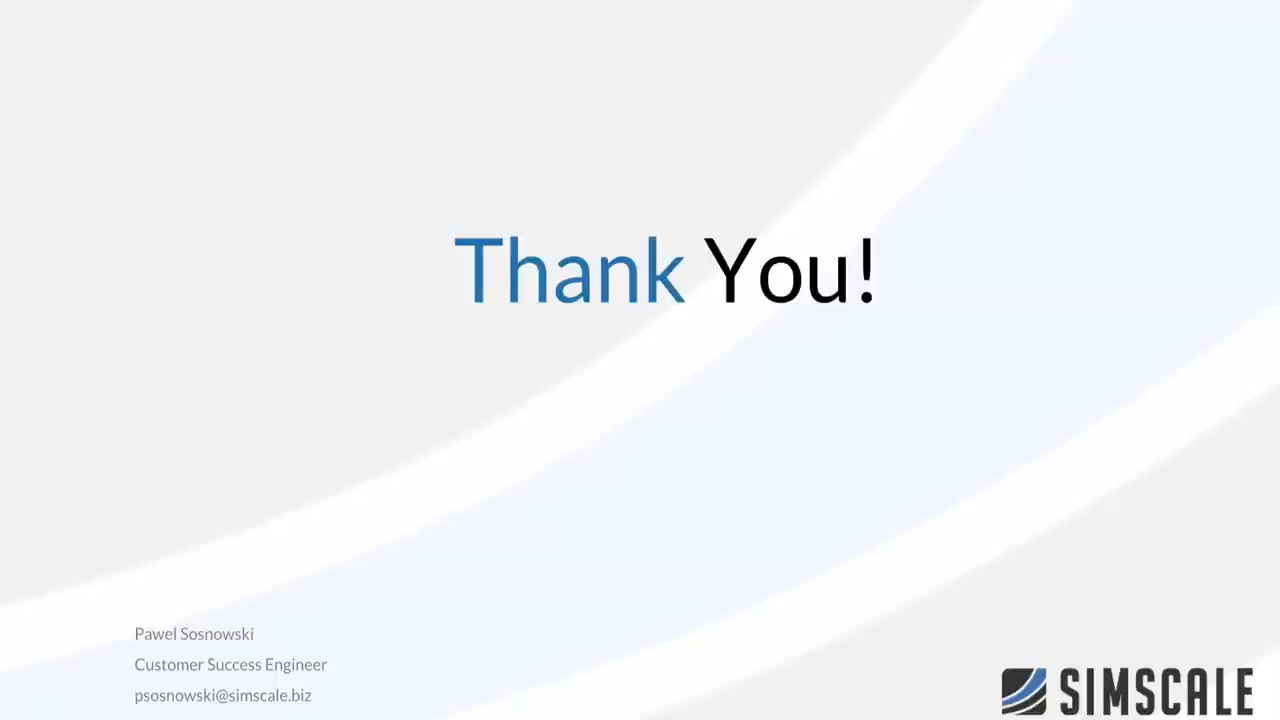 Thank You!
Pawel Sosnowski
Customer Success Engineer
psosnowski@simscale.biz
SIMSCALE